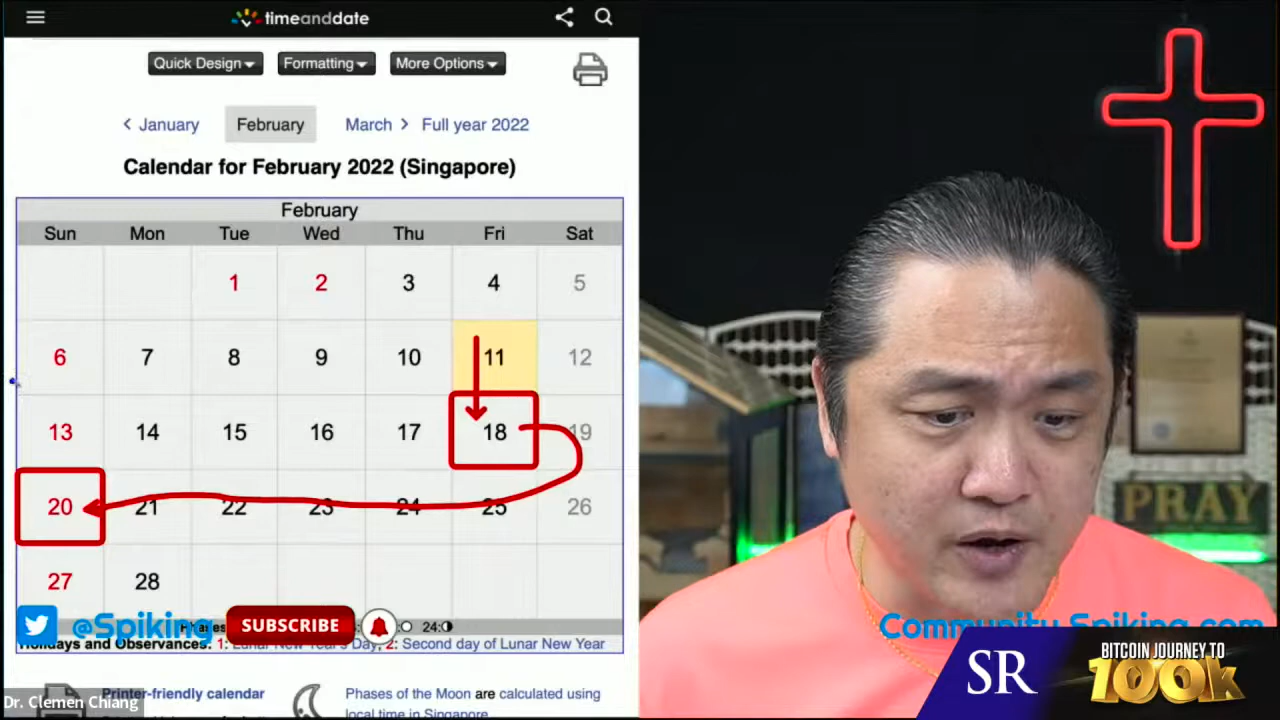 timeanddate
Quick Design
Formatting
More Options
January
February
March
Full year 2022
Calendar for February 2022 (Singapore)
February
Sun Mon Tue Wed Thu Fri Sat
1 2 3 4 5
6 7 8 9 10 11 12
13 14 15 16 17 18 19
20 21 22 23 24 25 26
27 28
@Spiking
SUBSCRIBE
24:
Holidays and Observances: 1: Lunar New Year's Day, 2: Second day of Lunar New Year
Printer-friendly calendar
Phases of the Moon are calculated using
local time in Singapore
Dr. Clemen Chiang
PRAY
Community.Spiking.com
SR
BITCOIN JOURNEY TO
100k